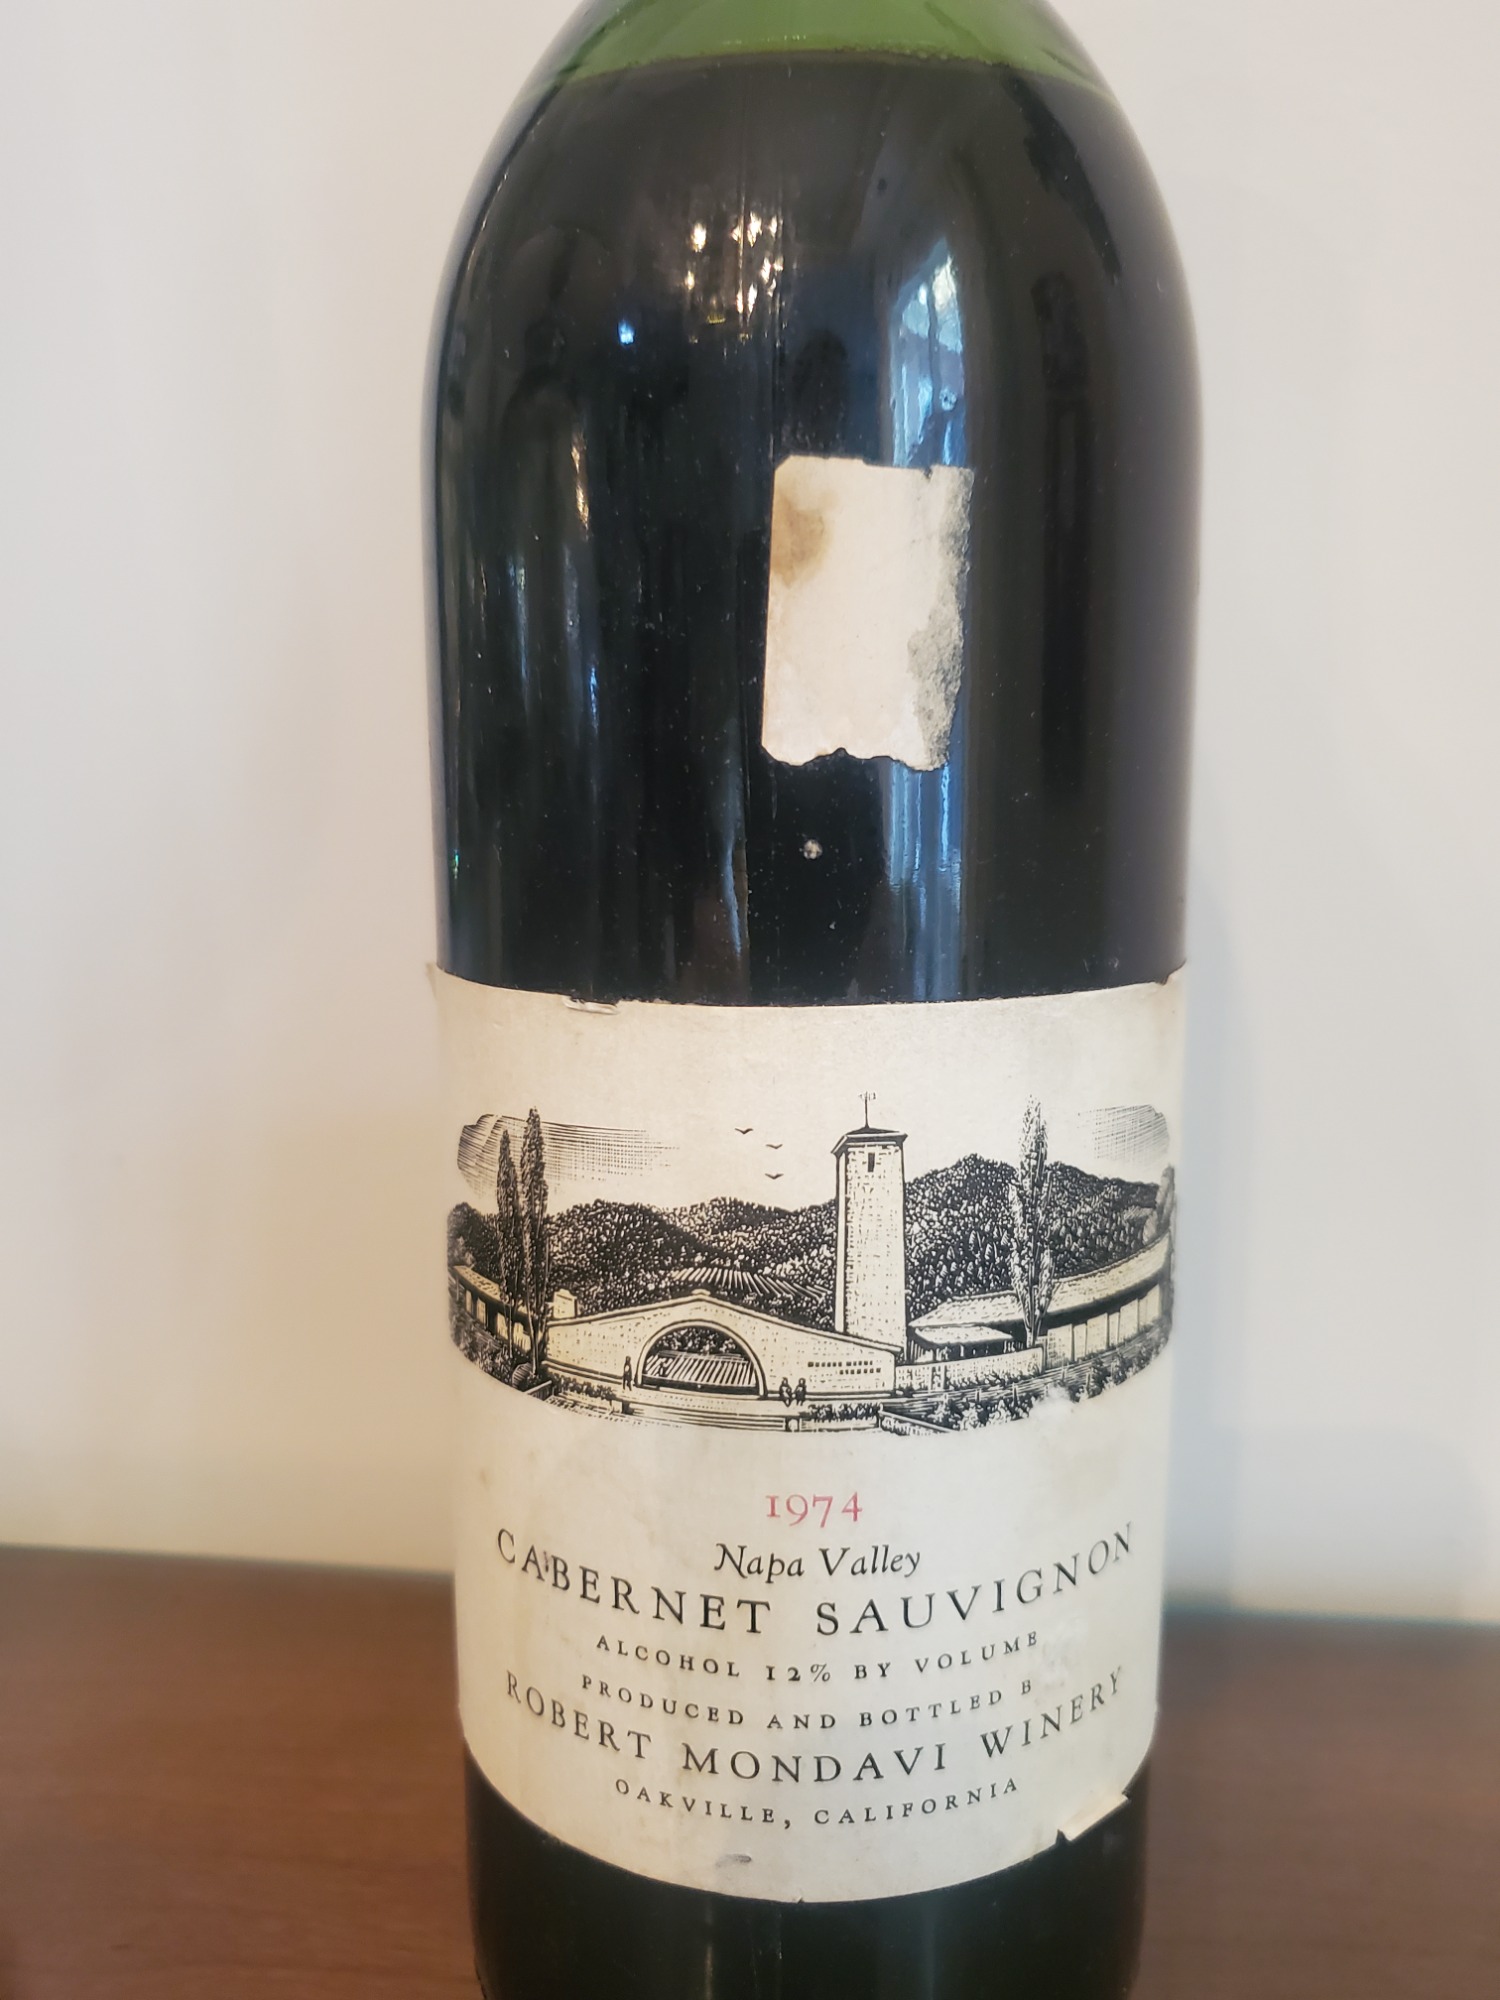 1974
Napa Valley
CABERNET SAUVIGNON
ALCOHOL 12% BY VOLUME
PRODUCED AND BOTTLED B
ROBERT MONDAVI WINERY
OAKVILLE, CALIFORNIA